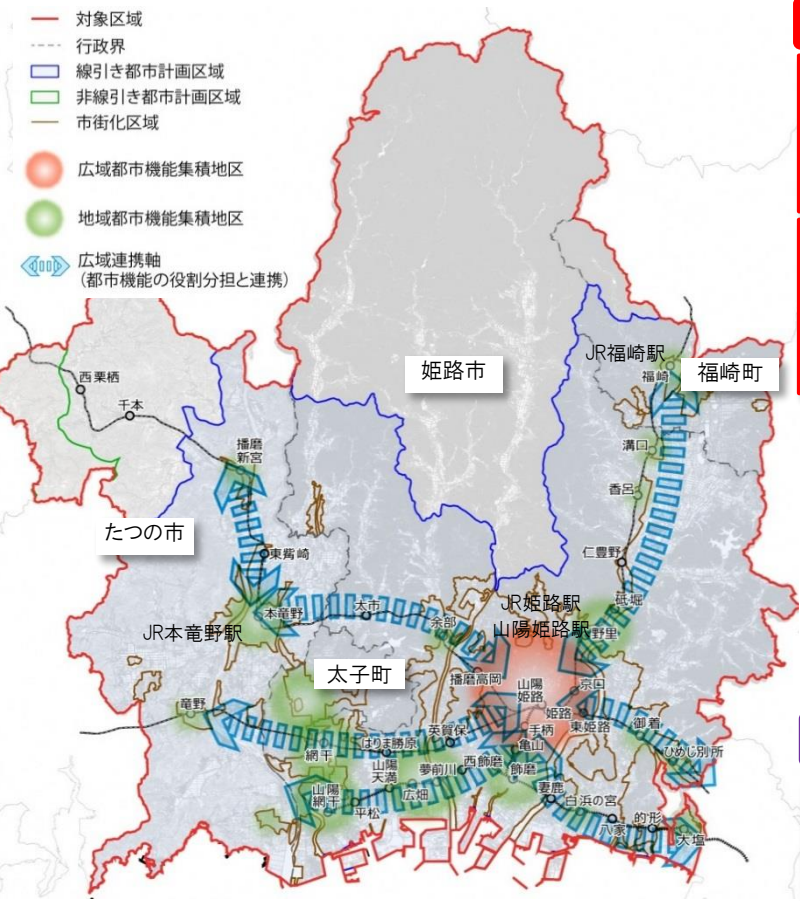 対象区域
行政界
線引き都市計画区域
非線引き都市計画区域
市街化区域
広域都市機能集積地区
地域都市機能集積地区
広域連携軸
(都市機能の役割分担と連携)
JR福崎駅
福崎
福崎町
姫路市
西栗栖
千本
播磨
新宮
溝口
香呂
たつの市
東觜崎
仁豊野
砥堀
JR姫路駅
山陽姫路駅
野里
本竜野
太市
余部
JR本竜野駅
太子町
播磨高岡
山陽
姫路
京口
姫路
東姫路
御着
ひめじ別所
竜野
英賀保
手柄
亀山
はりま勝原
網干
山陽
天満
夢前川
西飾磨
飾磨
山陽
網干
平松
広畑
妻鹿
白浜の宮
八家
的形
大塩